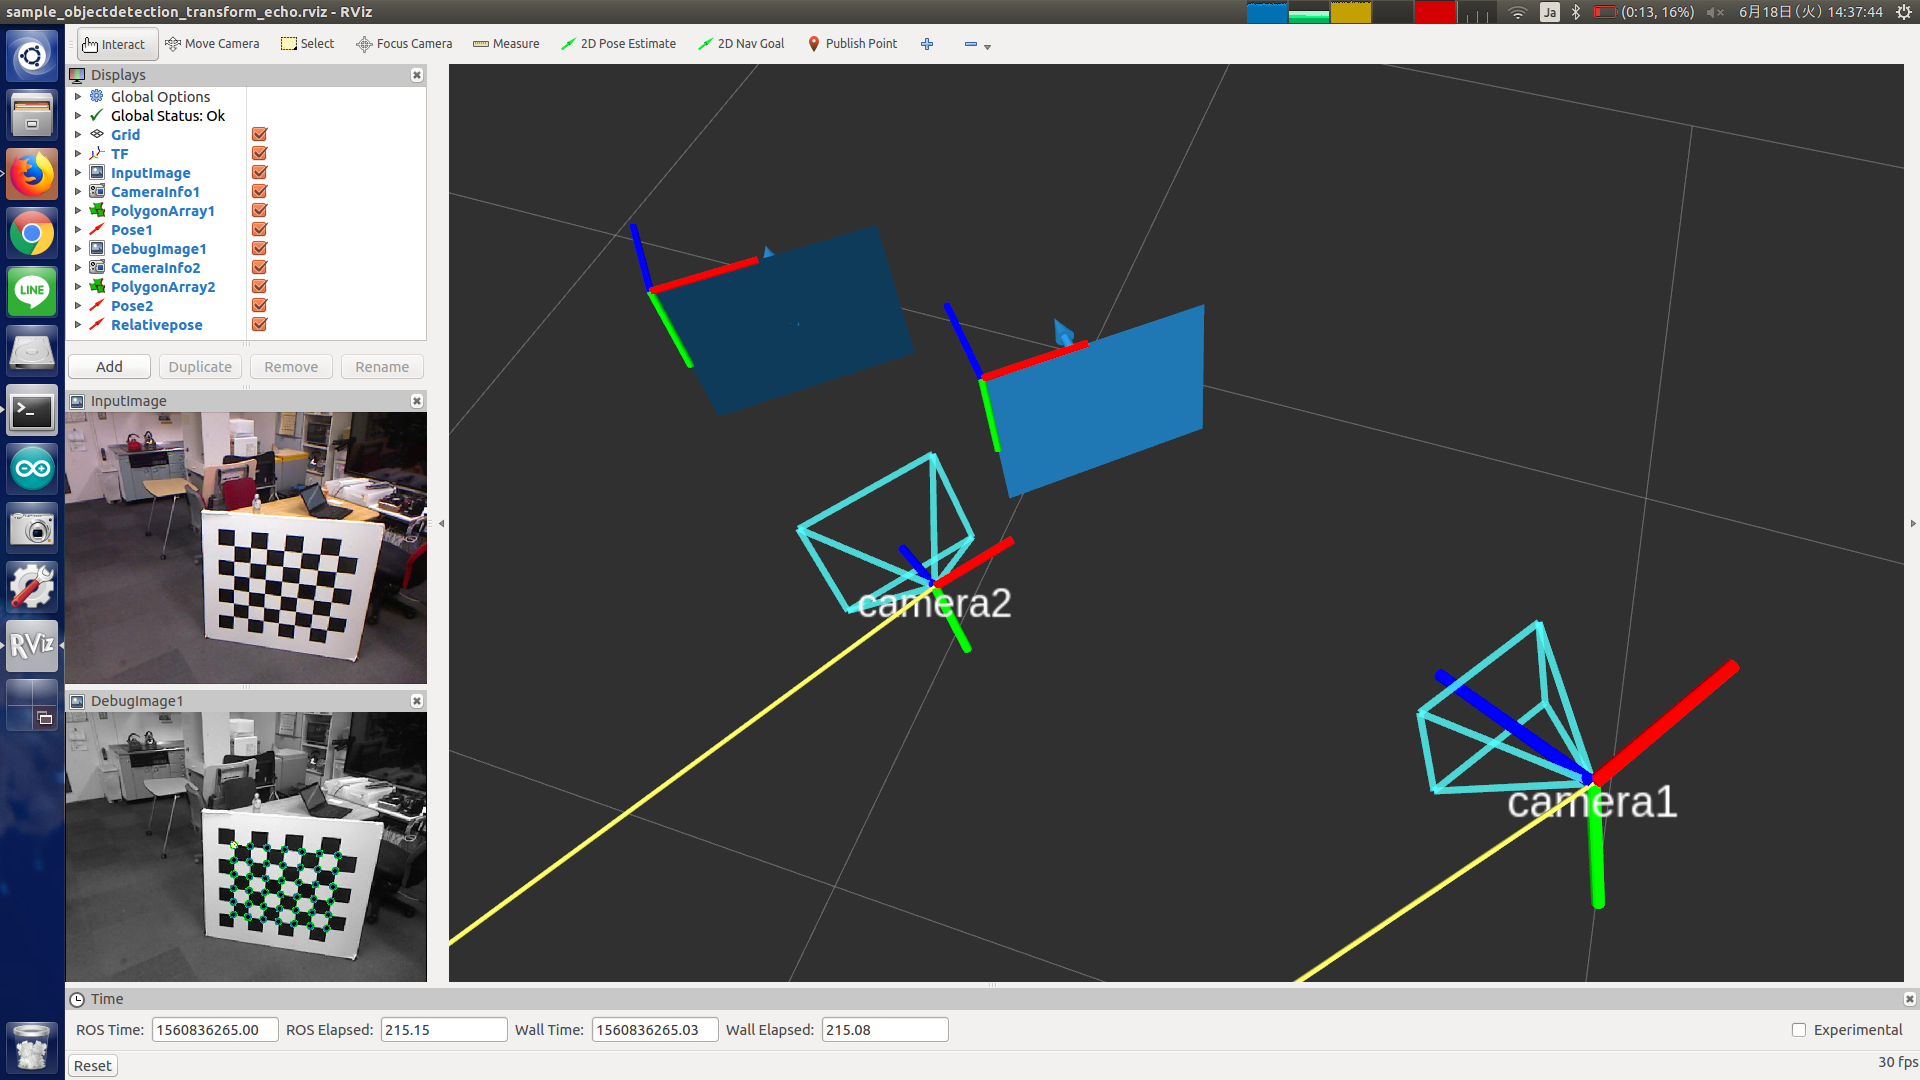 sample_objectdetection_transform_echo.rviz - RViz
Ja
(0:13, 16%)
6月18日(火) 14:37:44
Interact
Move Camera
Select
Focus Camera
Measure
2D Pose Estimate
2D Nav Goal
Publish Point
Displays
Global Options
Global Status: Ok
Grid
TF
InputImage
CameraInfo1
PolygonArray1
Pose1
DebugImage1
CameraInfo2
PolygonArray2
Pose2
Relativepose
Add
Duplicate
Remove
Rename
InputImage
DebugImage1
LINE
RViz
camera2
camera1
Time
ROS Time:
1560836265.00
ROS Elapsed:
215.15
Wall Time:
1560836265.03
Wall Elapsed:
215.08
Experimental
Reset
30 fps